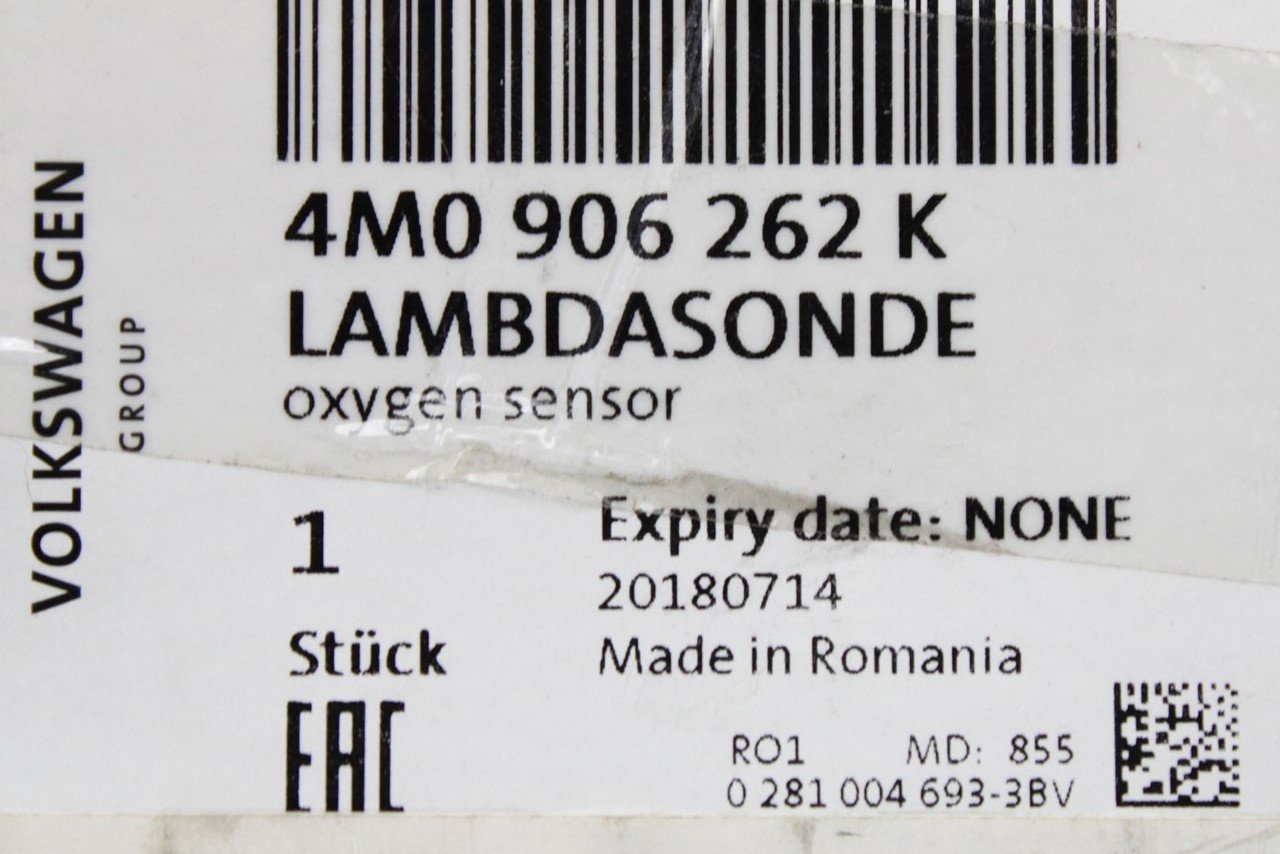 VOLKSWAGEN
GROUP
4M0 906 262 K
LAMBDASONDE
oxygen sensor
1
Expiry date: NONE
20180714
Stück
Made in Romania
EAC
RO1 MD: 855
0 281 004 693-3BV